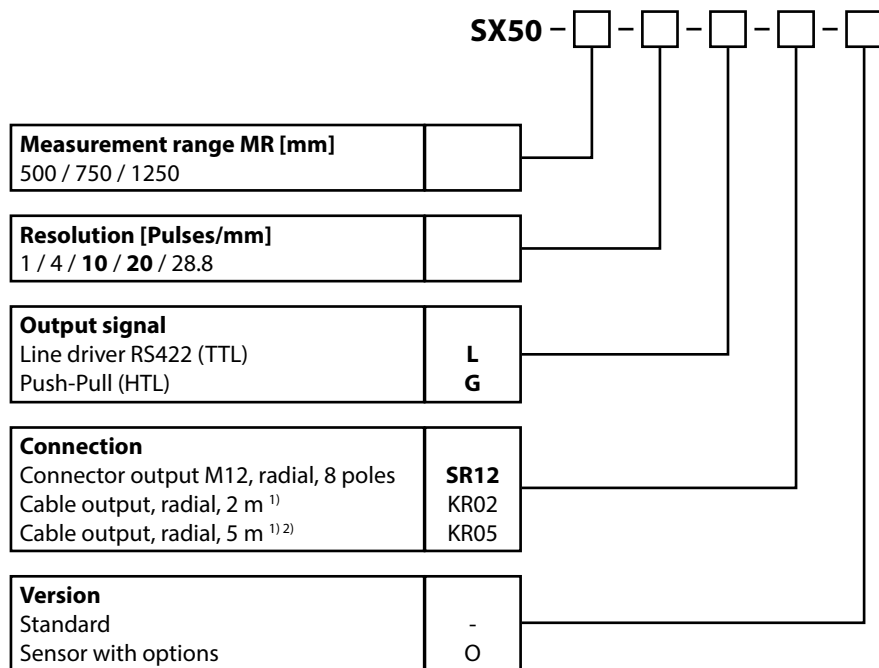 SX50 – – – – –
Measurement range MR [mm]
500 / 750 / 1250
Resolution [Pulses/mm]
1 / 4 / 10 / 20 / 28.8
Output signal
Line driver RS422 (TTL) L
Push-Pull (HTL) G
Connection
Connector output M12, radial, 8 poles SR12
Cable output, radial, 2 m 1) KR02
Cable output, radial, 5 m 1) 2) KR05
Version
Standard -
Sensor with options O